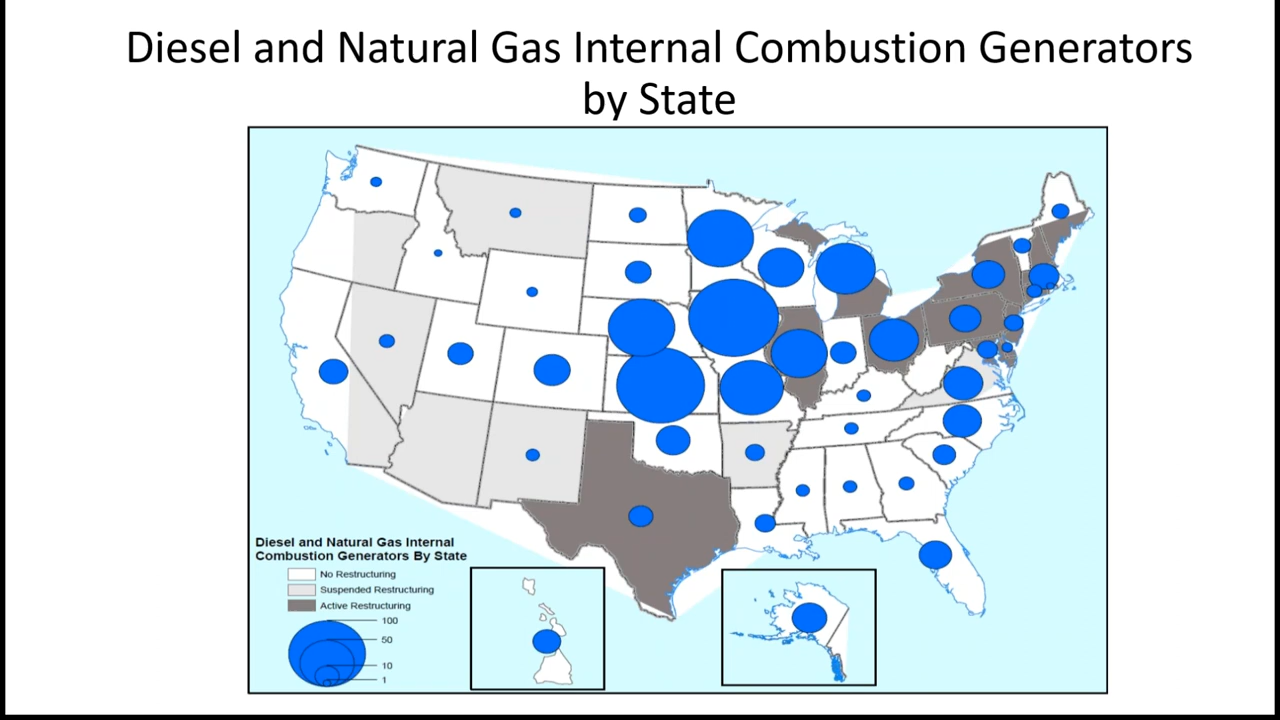 Diesel and Natural Gas Internal Combustion Generators
by State
Diesel and Natural Gas Internal
Combustion Generators By State
No Restructuring
Suspended Restructuring
Active Restructuring
100
50
10
1